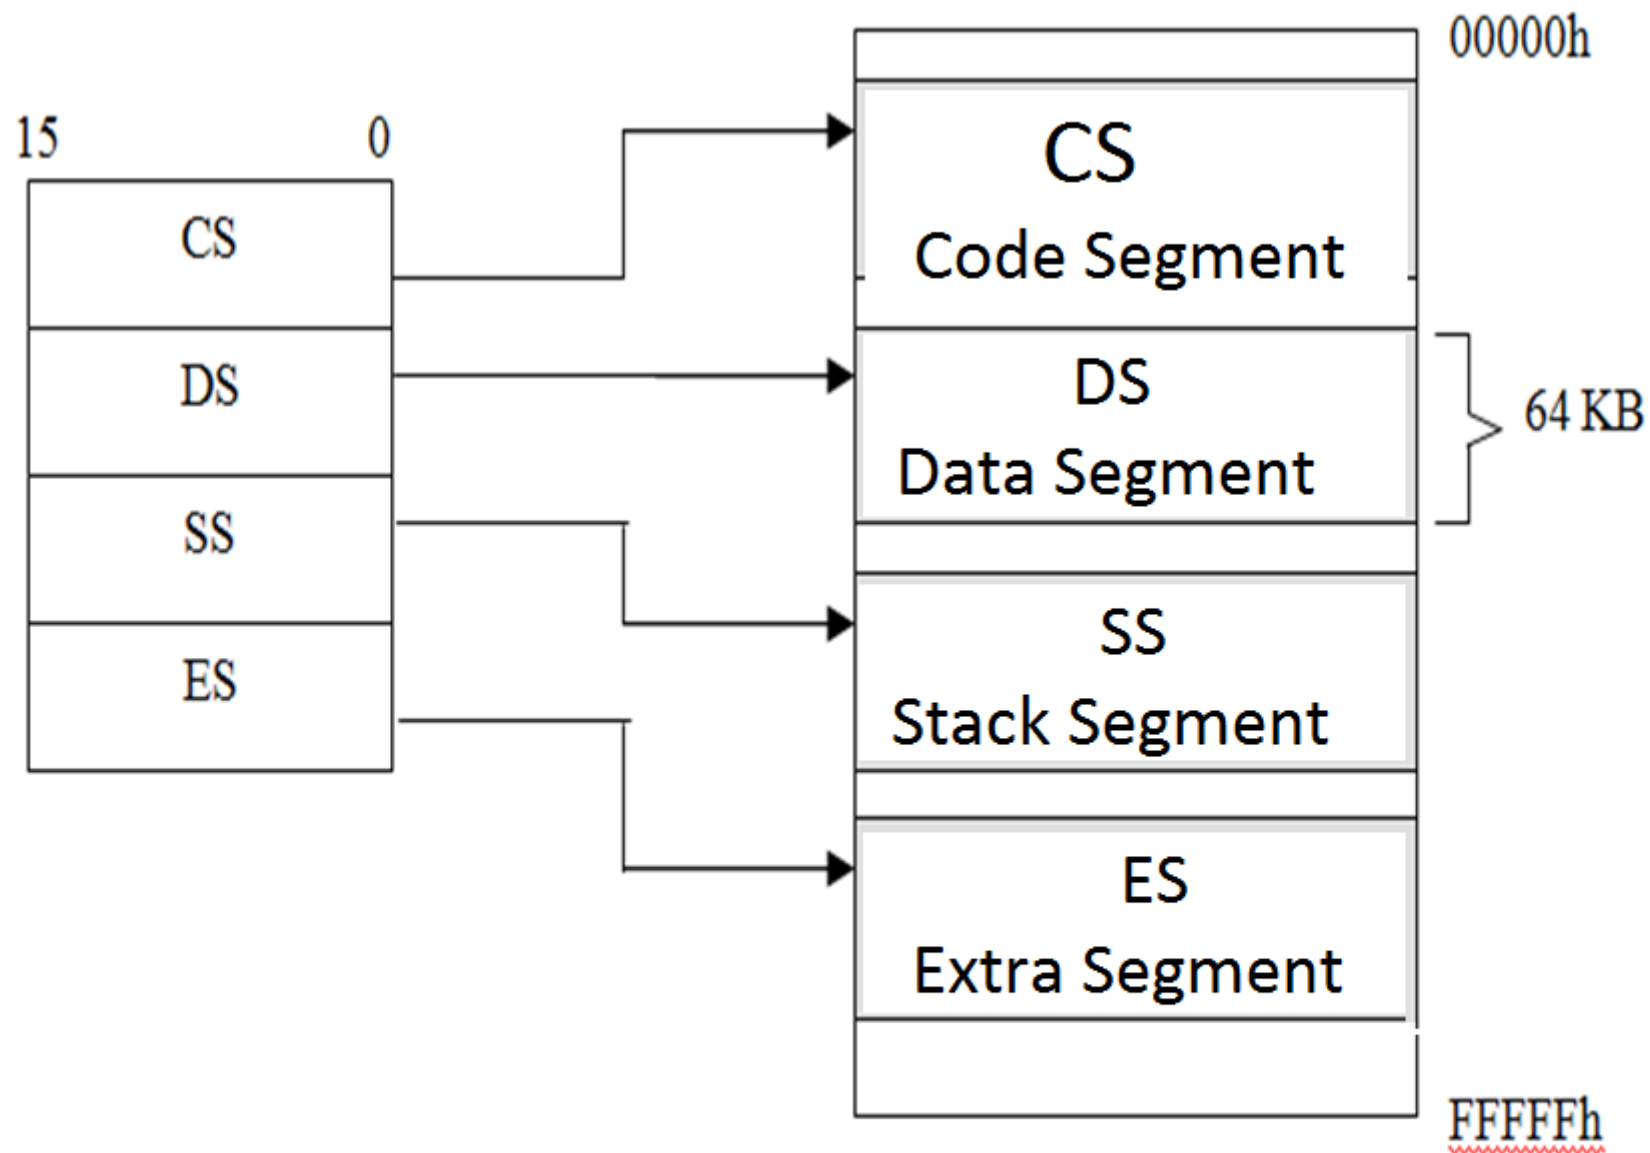 15 0
CS
DS
SS
ES
00000h
CS
Code Segment
DS
Data Segment
64 KB
SS
Stack Segment
ES
Extra Segment
FFFFFh